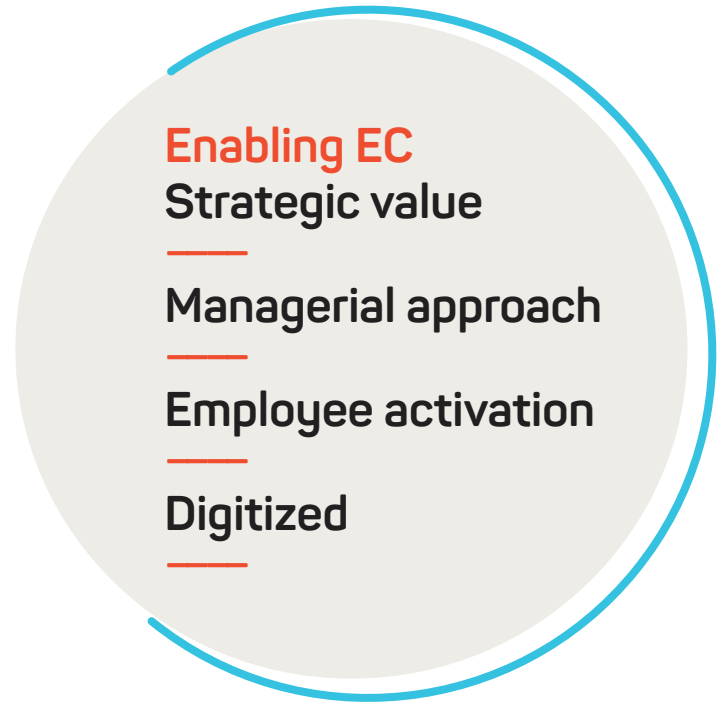 Enabling EC
Strategic value
Managerial approach
Employee activation
Digitized